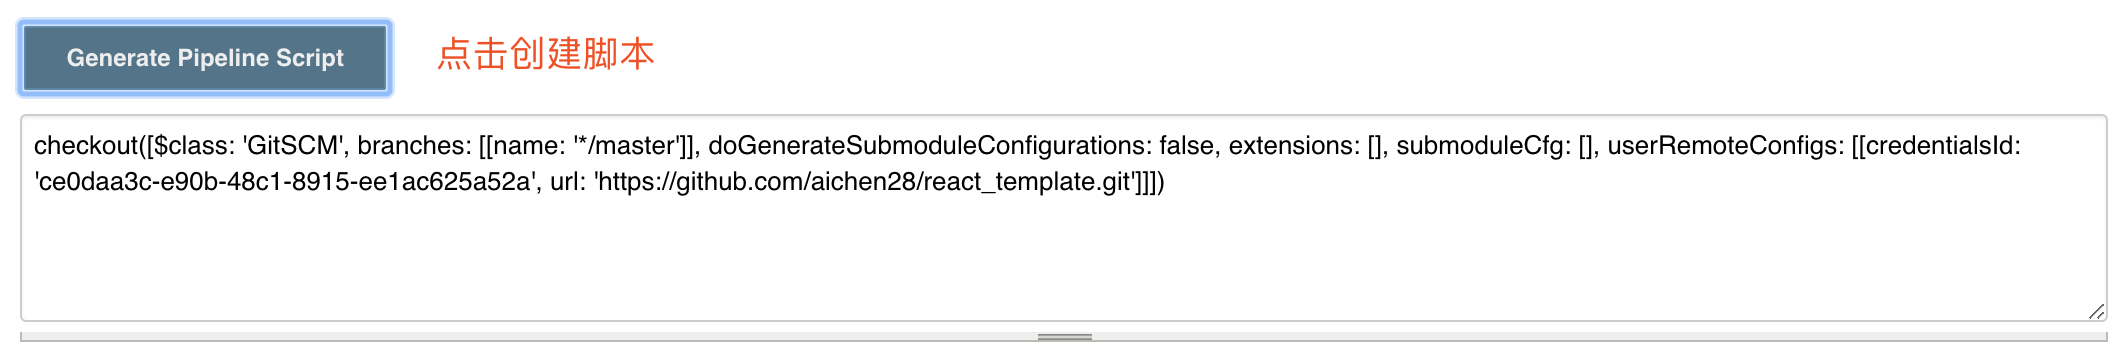 Generate Pipeline Script 点击创建脚本
checkout([$class: 'GitSCM', branches: [[name: '*/master']], doGenerateSubmoduleConfigurations: false, extensions: [], submoduleCfg: [], userRemoteConfigs: [[credentialsId:
'ce0daa3c-e90b-48c1-8915-ee1ac625a52a', url: 'https://github.com/aichen28/react_template.git']]])